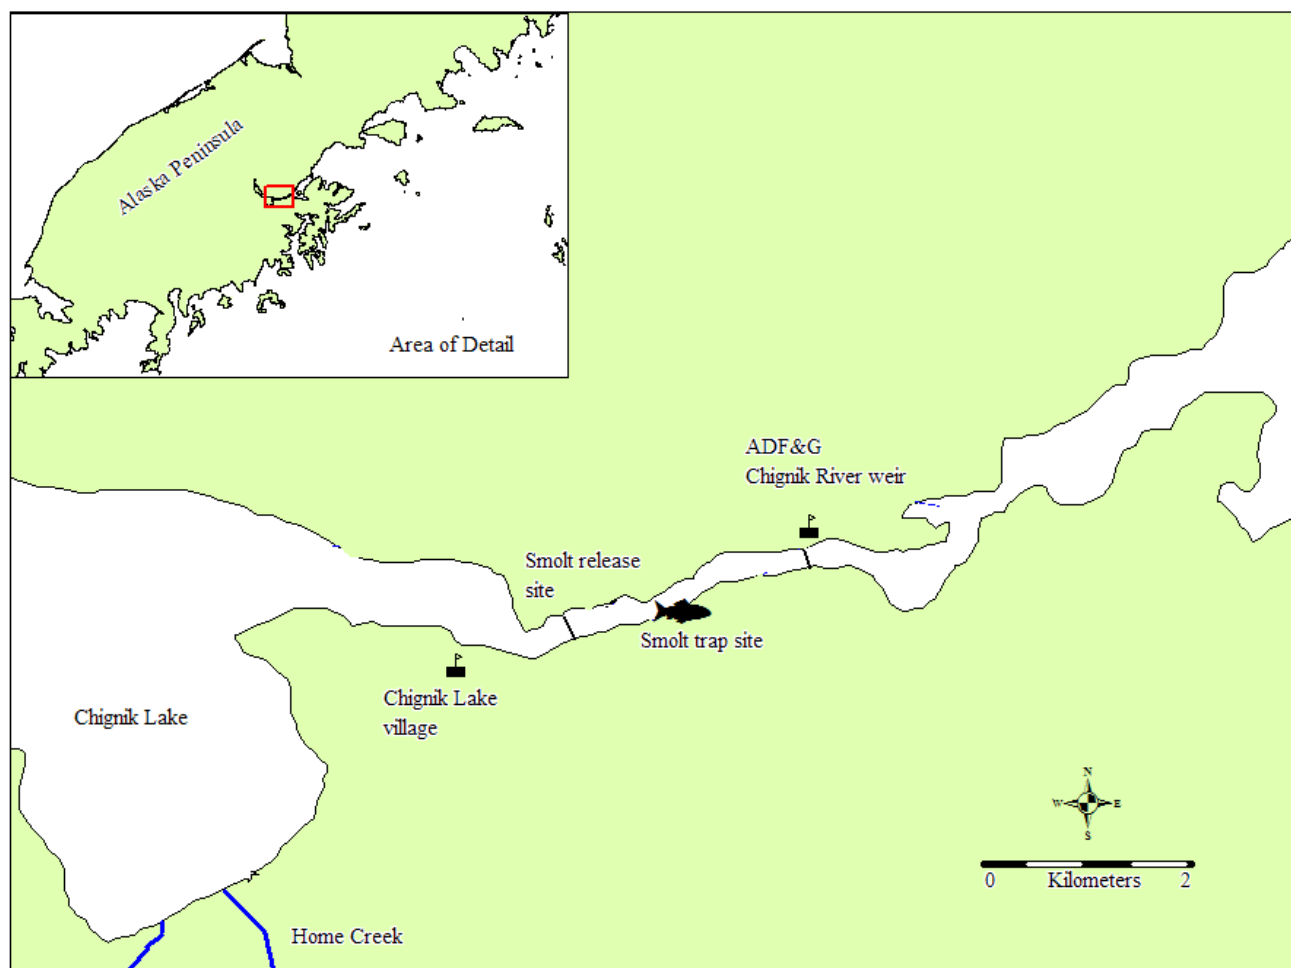 Alaska Peninsula
Area of Detail
ADF&G
Chignik River weir
Smolt release
site
Smolt trap site
Chignik Lake
village
Chignik Lake
N
W E
S
0 Kilometers 2
Home Creek